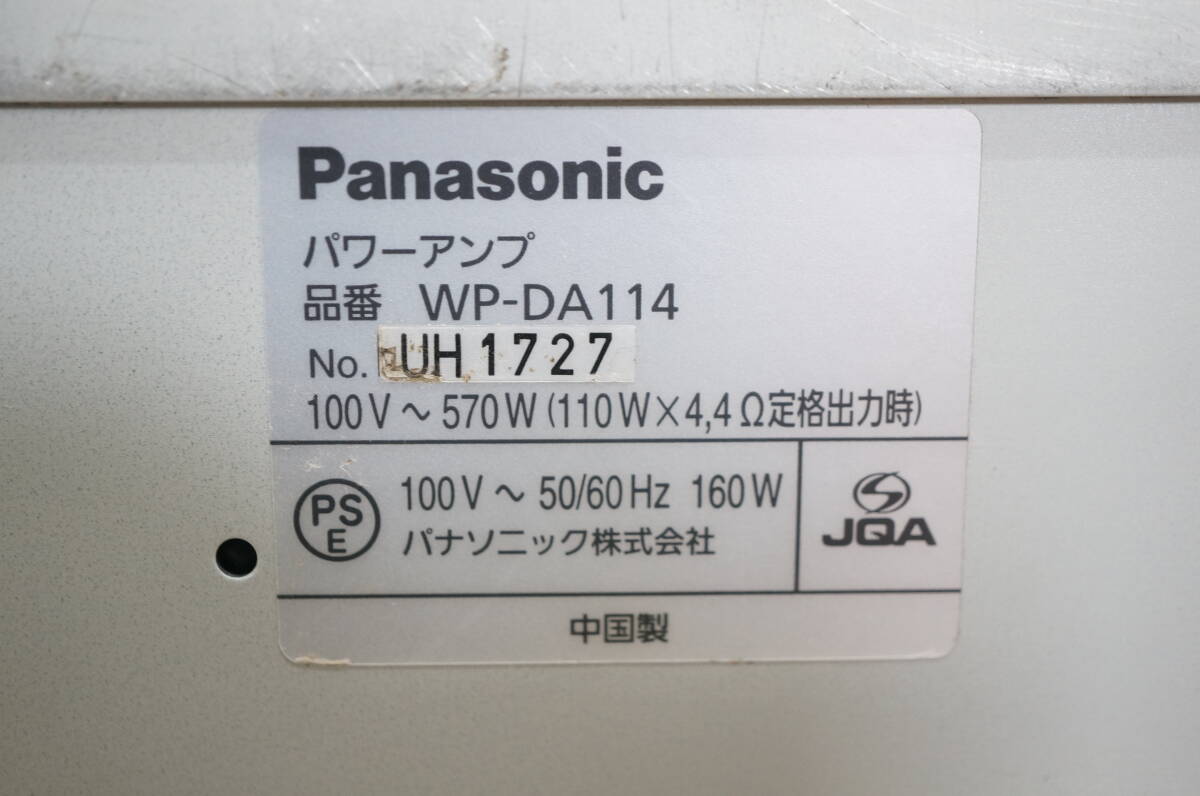 Panasonic
パワーアンプ
品番 WP-DA114
No. UH1727
100V～570W(110W×4,4Ω定格出力時)
PS
E
100V～ 50/60Hz 160W
パナソニック株式会社
JQA
中国製